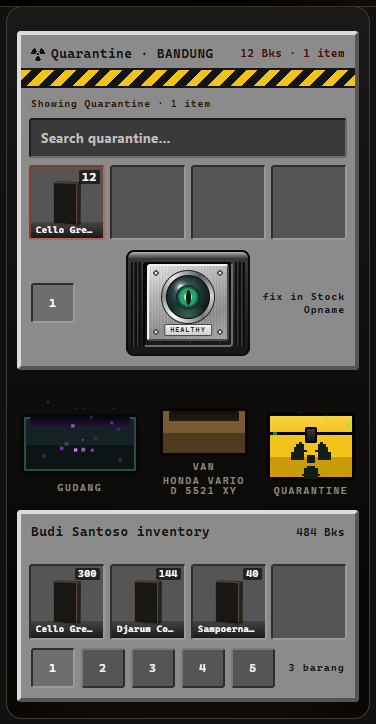 Quarantine · BANDUNG
12 Bks · 1 item
Showing Quarantine · 1 item
Search quarantine...
12
Cello Gre…
1
HEALTHY
fix in Stock
Opname
GUDANG
VAN
HONDA VARIO
D 5521 XY
QUARANTINE
Budi Santoso inventory
484 Bks
300
144
40
Cello Gre…
Djarum Co…
Sampoerna…
1
2
3
4
5
3 barang